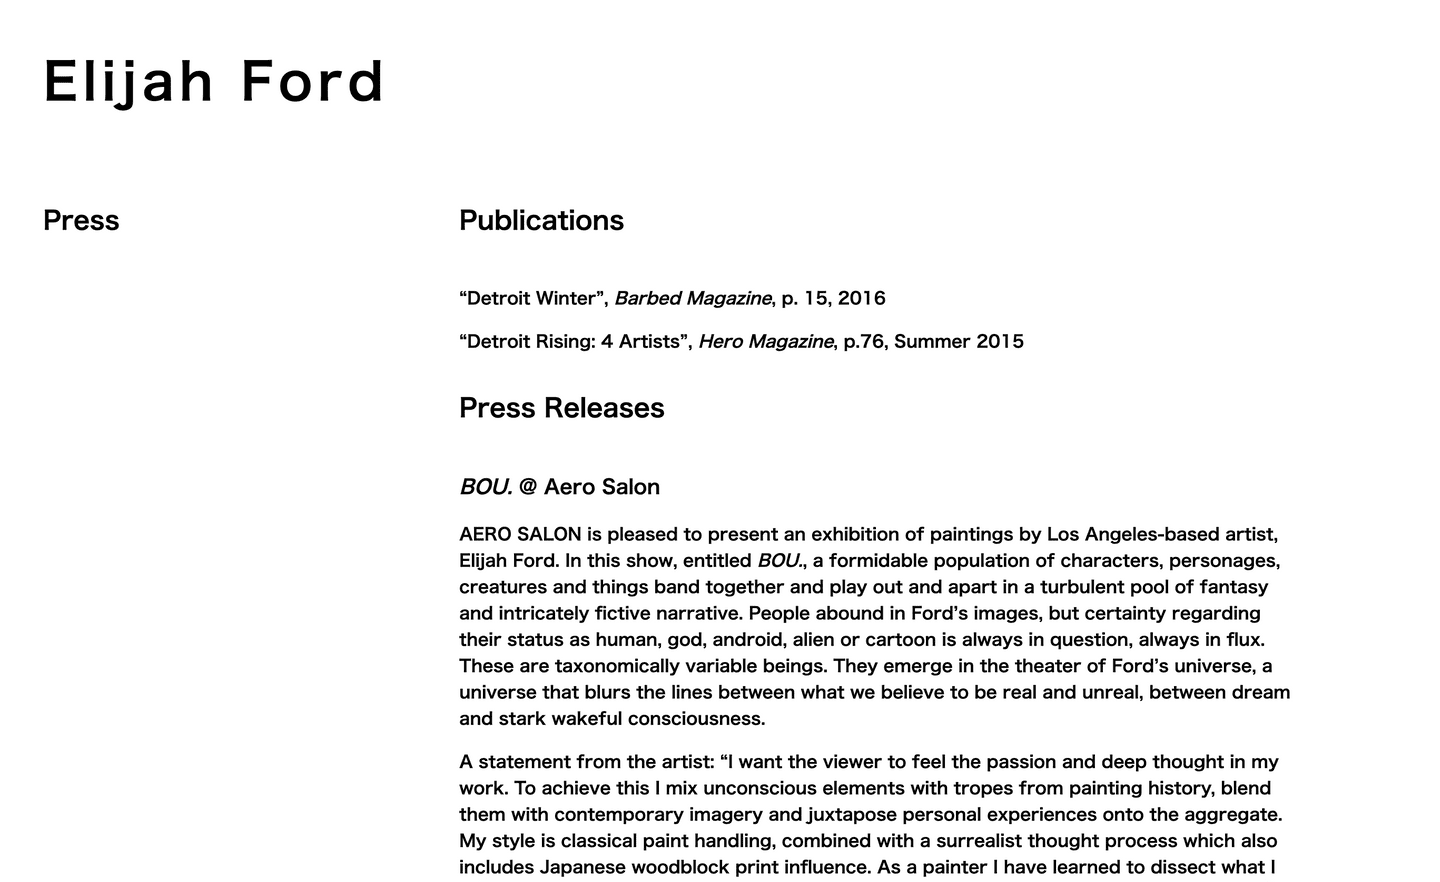 Elijah Ford
Press
Publications
“Detroit Winter”, Barbed Magazine, p. 15, 2016
“Detroit Rising: 4 Artists”, Hero Magazine, p.76, Summer 2015
Press Releases
BOU. @ Aero Salon
AERO SALON is pleased to present an exhibition of paintings by Los Angeles-based artist,
Elijah Ford. In this show, entitled BOU., a formidable population of characters, personages,
creatures and things band together and play out and apart in a turbulent pool of fantasy
and intricately fictive narrative. People abound in Ford’s images, but certainty regarding
their status as human, god, android, alien or cartoon is always in question, always in flux.
These are taxonomically variable beings. They emerge in the theater of Ford’s universe, a
universe that blurs the lines between what we believe to be real and unreal, between dream
and stark wakeful consciousness.
A statement from the artist: “I want the viewer to feel the passion and deep thought in my
work. To achieve this I mix unconscious elements with tropes from painting history, blend
them with contemporary imagery and juxtapose personal experiences onto the aggregate.
My style is classical paint handling, combined with a surrealist thought process which also
includes Japanese woodblock print influence. As a painter I have learned to dissect what I